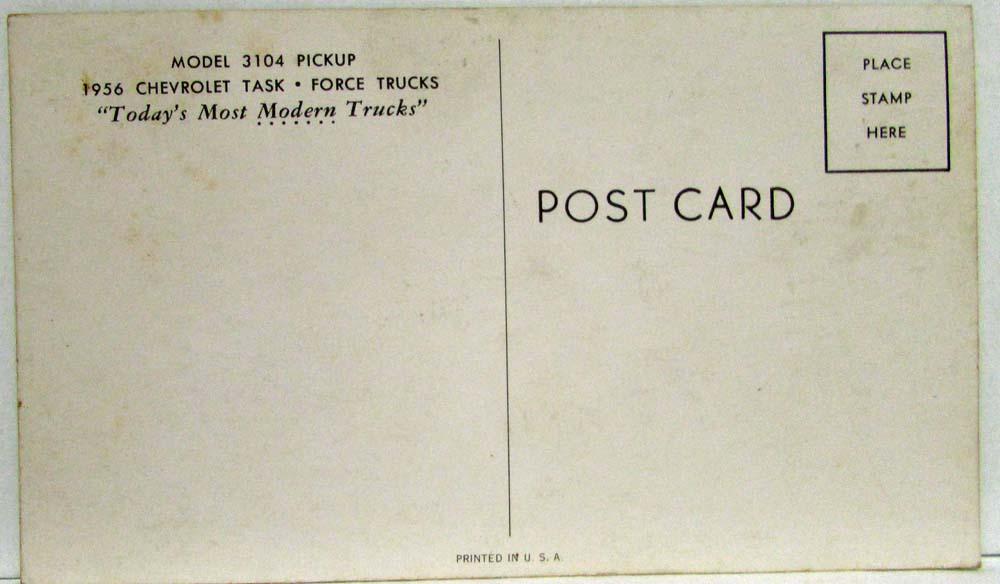 MODEL 3104 PICKUP
1956 CHEVROLET TASK • FORCE TRUCKS
“Today's Most Modern Trucks”
PLACE
STAMP
HERE
POST CARD
PRINTED IN U. S. A.